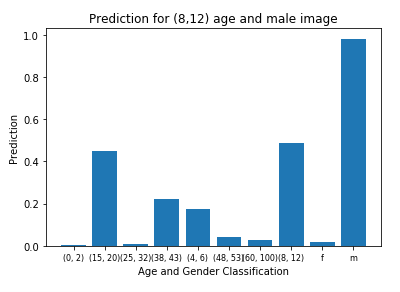 Prediction for (8,12) age and male image
Prediction
1.0
0.8
0.6
0.4
0.2
0.0
(0, 2) (15, 20) (25, 32) (38, 43) (4, 6) (48, 53) (60, 100) (8, 12) f m
Age and Gender Classification